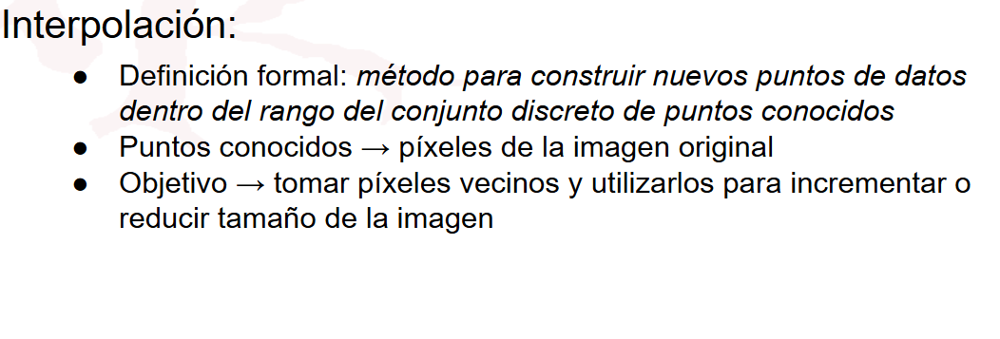 Interpolación:
● Definición formal: método para construir nuevos puntos de datos
dentro del rango del conjunto discreto de puntos conocidos
● Puntos conocidos → píxeles de la imagen original
● Objetivo → tomar píxeles vecinos y utilizarlos para incrementar o
reducir tamaño de la imagen